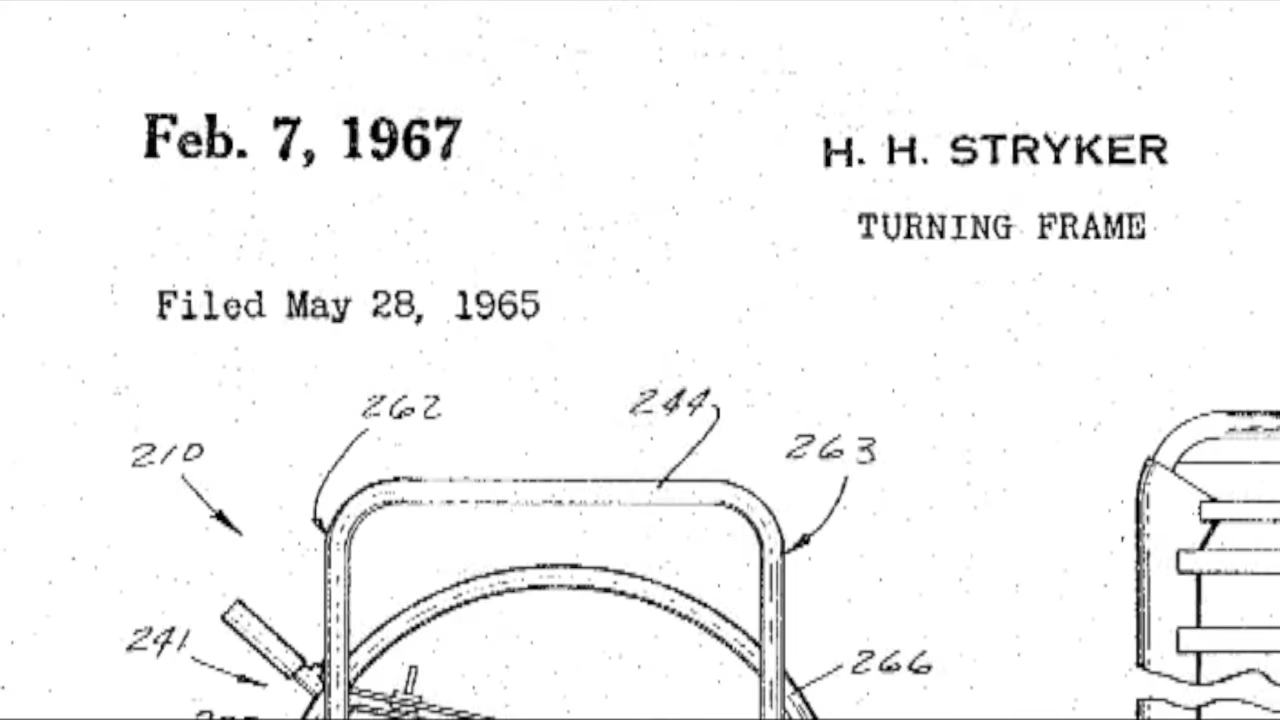 Feb. 7, 1967
H. H. STRYKER
TURNING FRAME
Filed May 28, 1965
262
244
210
263
241
266